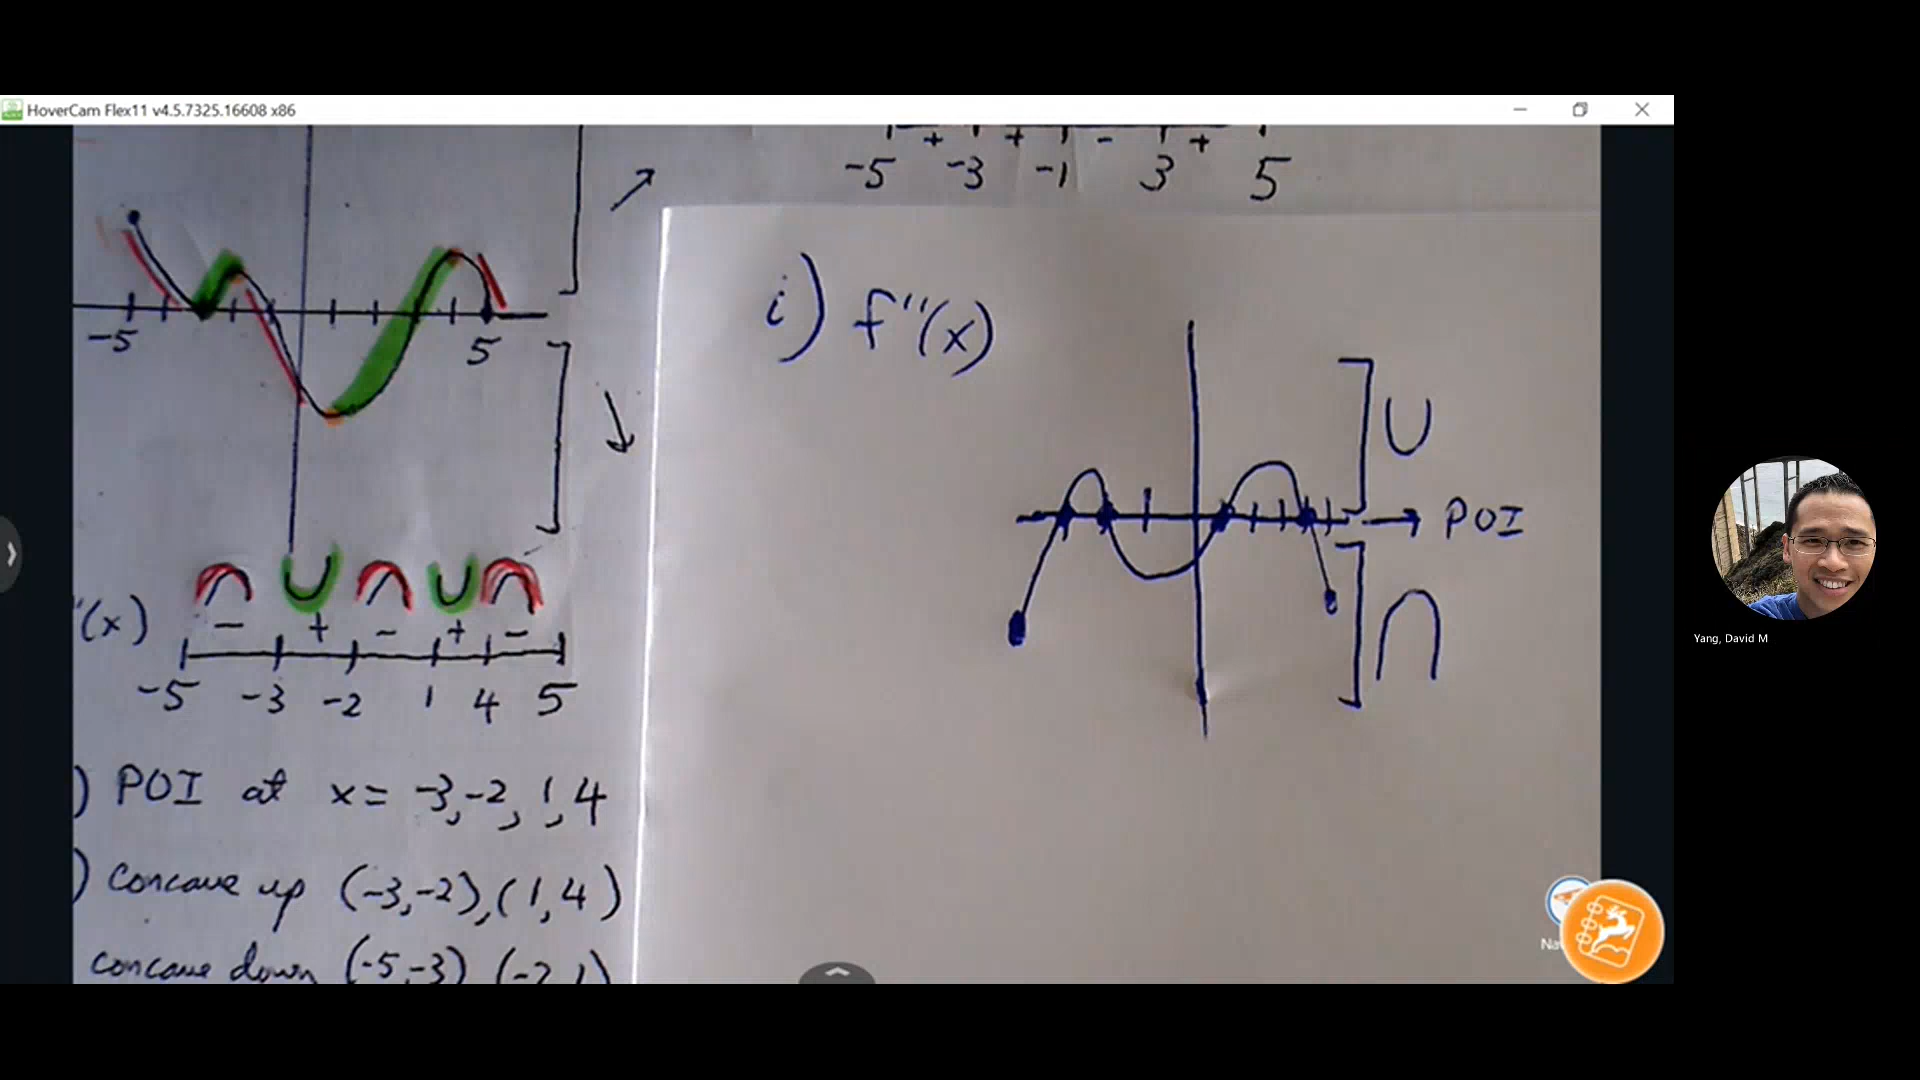 HoverCam Flex11 v4.5.7325.16608 x86
+ + - +
-5 -3 -1 3 5
-5 5
i) f"(x)
POI
'(x) - + - + -
-5 -3 -2 1 4 5
) POI at x = -3, -2, 1, 4
) concave up (-3,-2), (1, 4)
concave down (-5,-3) (-2,1)
Yang, David M